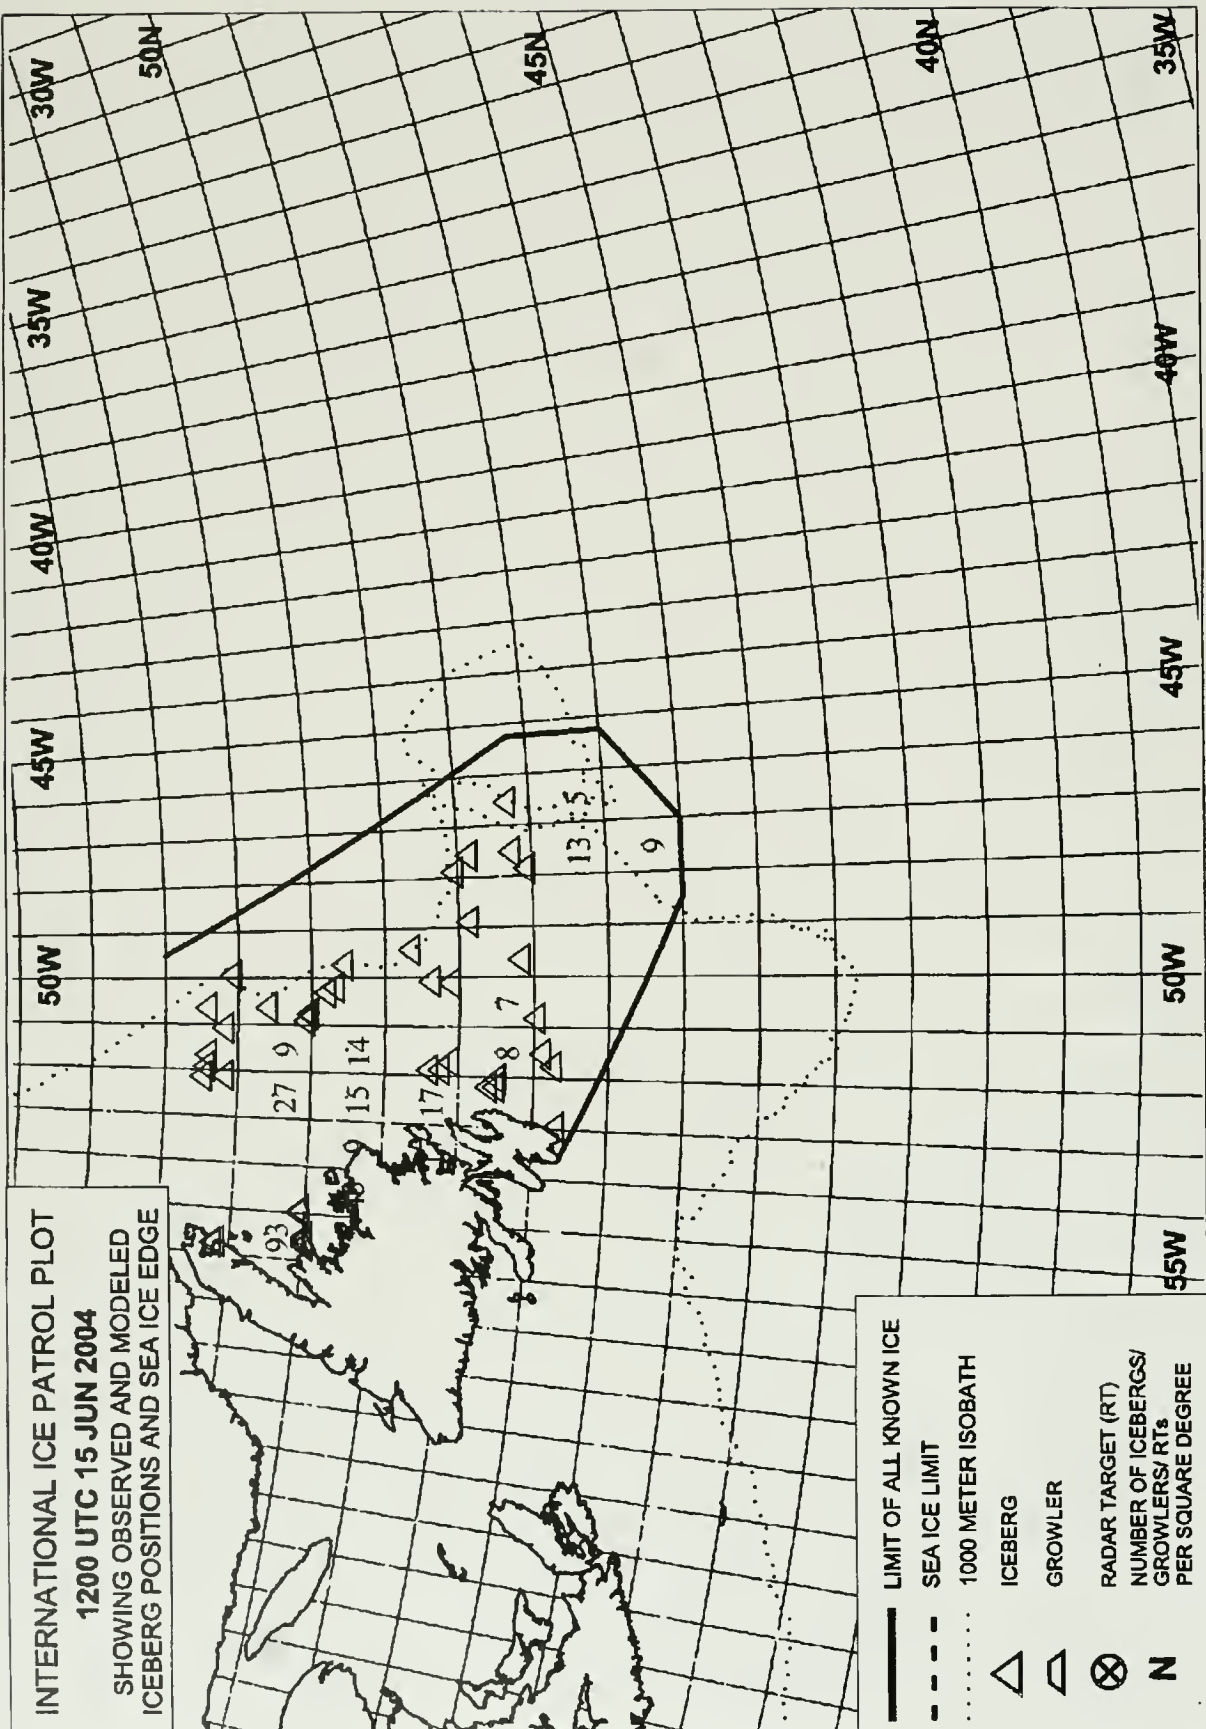 INTERNATIONAL ICE PATROL PLOT
1200 UTC 15 JUN 2004
SHOWING OBSERVED AND MODELED
ICEBERG POSITIONS AND SEA ICE EDGE
50W
45W
40W
35W
30W
50N
45N
40N
35W
40W
45W
50W
55W
93
27
9
15
14
17
8
7
13
5
9
9
LIMIT OF ALL KNOWN ICE
SEA ICE LIMIT
1000 METER ISOBATH
ICEBERG
GROWLER
RADAR TARGET (RT)
N
NUMBER OF ICEBERGS/
GROWLERS/ RTs
PER SQUARE DEGREE